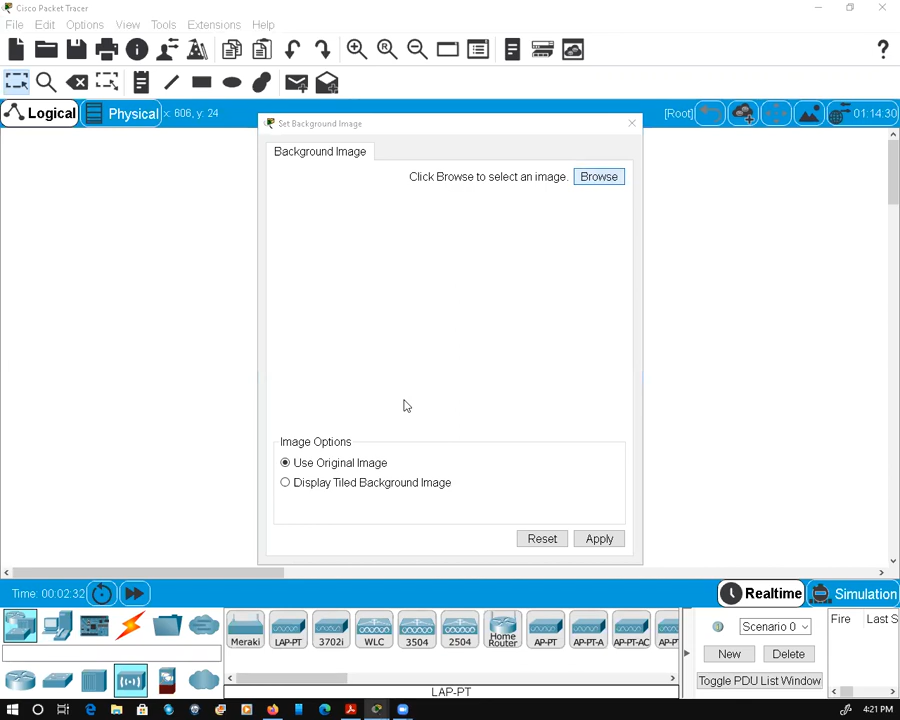 Cisco Packet Tracer
File Edit Options View Tools Extensions Help
Logical Physical x: 606, y: 24 [Root] 01:14:30
Set Background Image
Background Image
Click Browse to select an image. Browse
Image Options
Use Original Image
Display Tiled Background Image
Reset Apply
Time: 00:02:32 Realtime Simulation
Meraki LAP-PT 3702i WLC 3504 2504 Home Router AP-PT AP-PT-A AP-PT-AC AP-PT
Scenario 0 Fire Last S
New Delete
Toggle PDU List Window
LAP-PT
4:21 PM